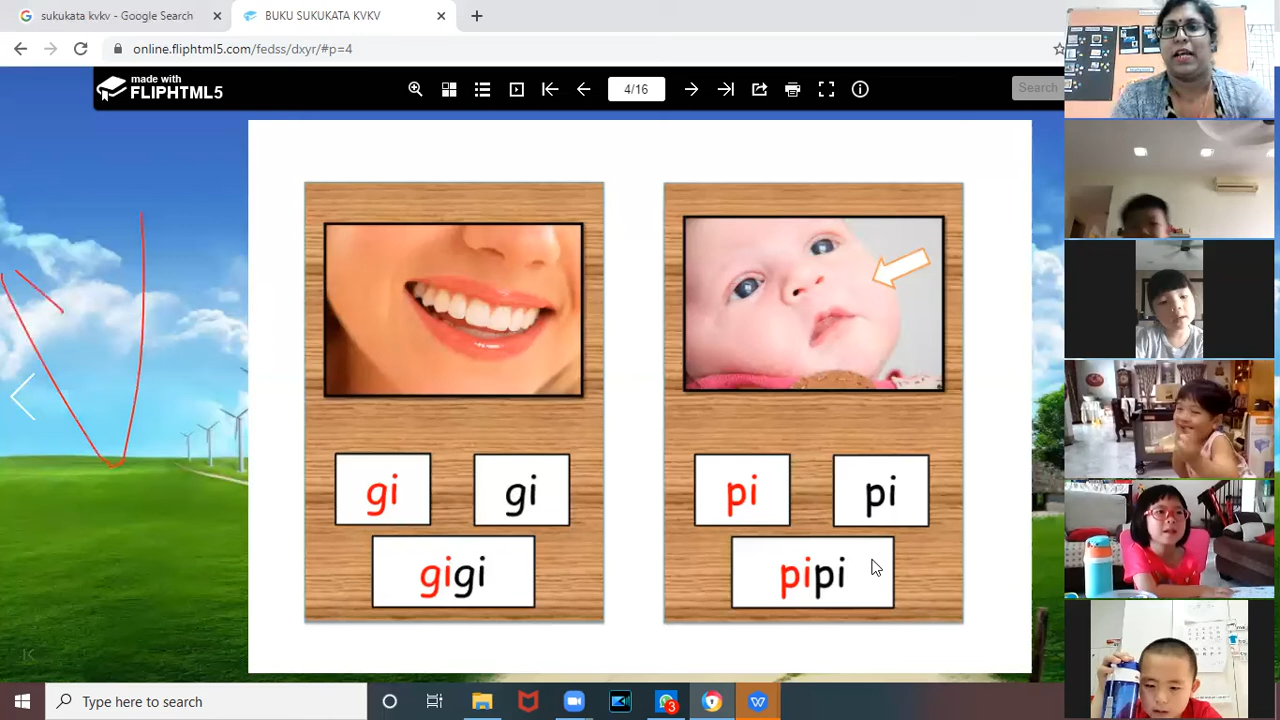 sukukata kvkv - Google Search
BUKU SUKUKATA KVKV
online.fliphtml5.com/fedss/dxyr/#p=4
made with
FLIPHTML5
4/16
Search
gi gi
gigi
pi pi
pipi
Type here to search
3
W